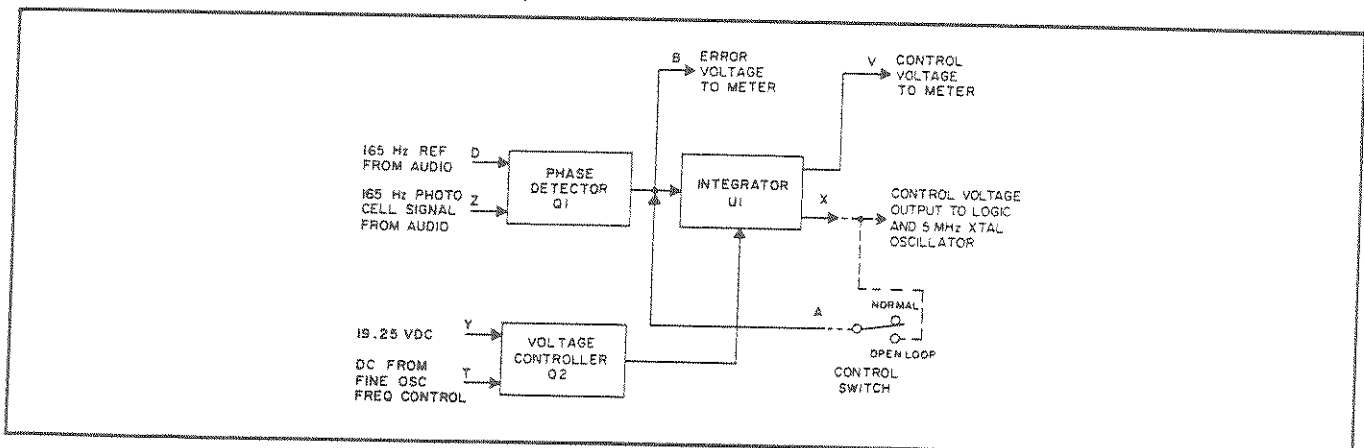 B
ERROR
VOLTAGE
TO METER
V
CONTROL
VOLTAGE
TO METER
165 Hz REF
FROM AUDIO
D
165 Hz PHOTO
CELL SIGNAL
FROM AUDIO
Z
PHASE
DETECTOR
Q1
INTEGRATOR
U1
X
CONTROL VOLTAGE
OUTPUT TO LOGIC
AND 5 MHz XTAL
OSCILLATOR
19.25 VDC
Y
DC FROM
FINE OSC
FREQ CONTROL
T
VOLTAGE
CONTROLLER
Q2
A
NORMAL
OPEN LOOP
CONTROL
SWITCH